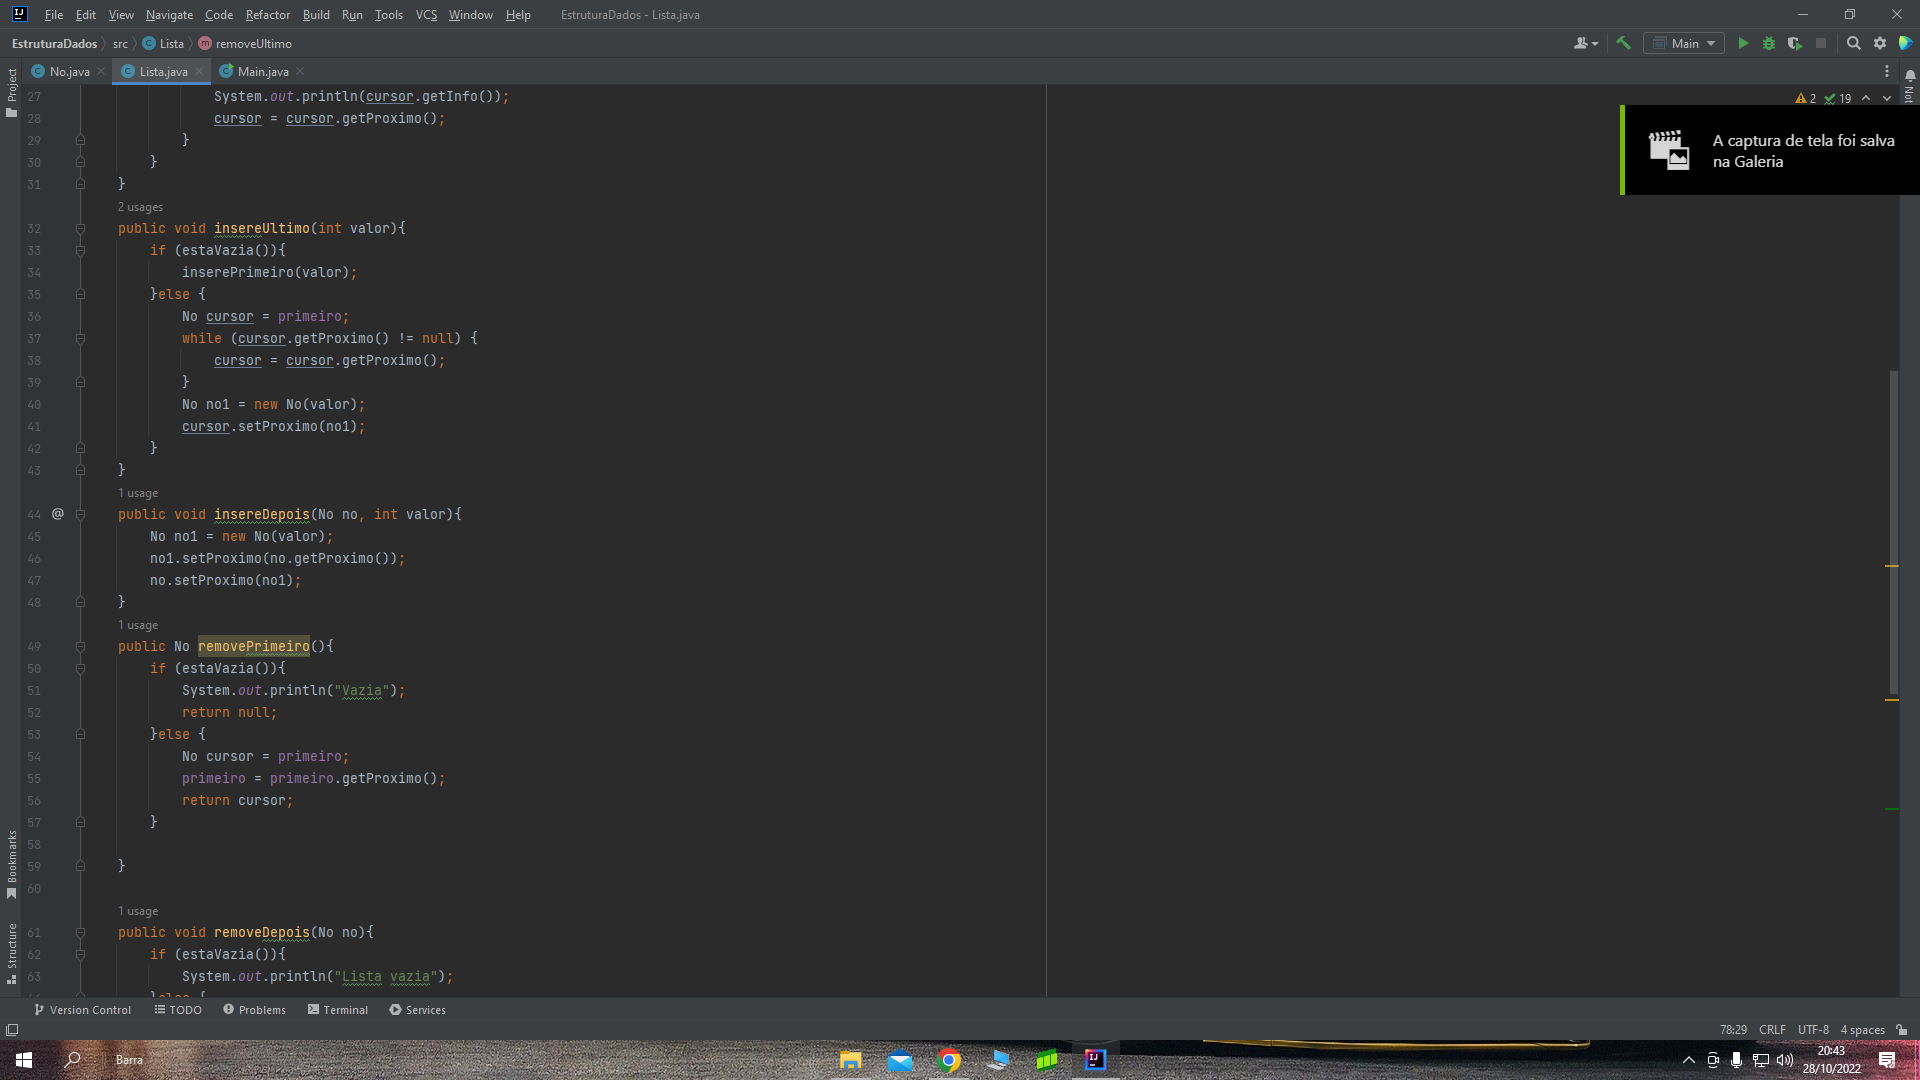 File Edit View Navigate Code Refactor Build Run Tools VCS Window Help EstruturaDados - Lista.java
EstruturaDados src Lista removeUltimo Main
No.java Lista.java Main.java
Project
Not
2 19
27 System.out.println(cursor.getInfo());
28 cursor = cursor.getProximo();
29 }
30 }
31 }
A captura de tela foi salva
na Galeria
2 usages
32 public void insereUltimo(int valor){
33 if (estaVazia()){
34 inserePrimeiro(valor);
35 }else {
36 No cursor = primeiro;
37 while (cursor.getProximo() != null) {
38 cursor = cursor.getProximo();
39 }
40 No no1 = new No(valor);
41 cursor.setProximo(no1);
42 }
43 }
1 usage
44 @ public void insereDepois(No no, int valor){
45 No no1 = new No(valor);
46 no1.setProximo(no.getProximo());
47 no.setProximo(no1);
48 }
1 usage
49 public No removePrimeiro(){
50 if (estaVazia()){
51 System.out.println("Vazia");
52 return null;
53 }else {
54 No cursor = primeiro;
55 primeiro = primeiro.getProximo();
56 return cursor;
57 }
58
59 }
60
1 usage
61 public void removeDepois(No no){
62 if (estaVazia()){
63 System.out.println("Lista vazia");
64 }else {
Bookmarks
Structure
Version Control TODO Problems Terminal Services
78:29 CRLF UTF-8 4 spaces
Barra
20:43
28/10/2022